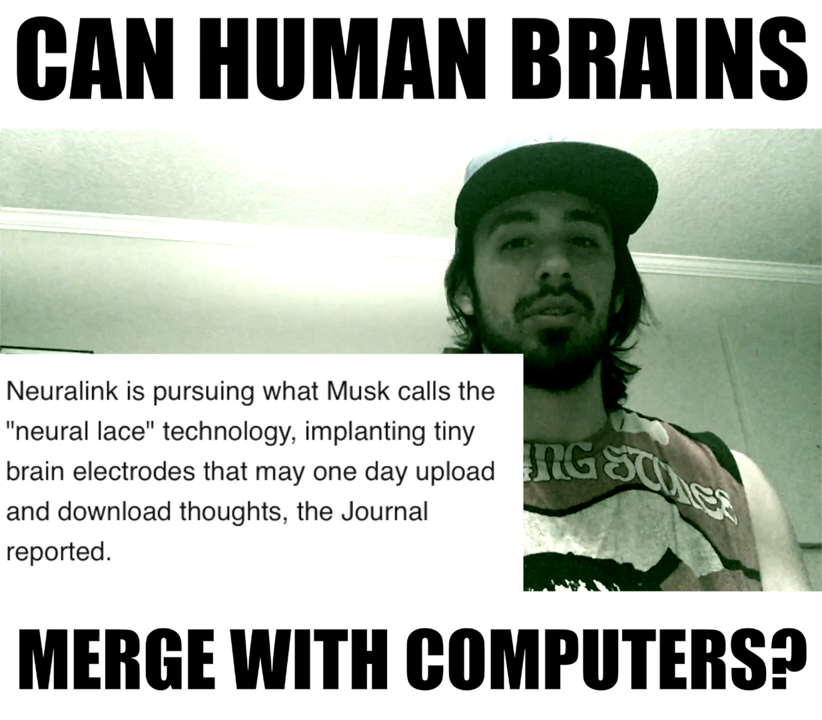 CAN HUMAN BRAINS
Neuralink is pursuing what Musk calls the
"neural lace" technology, implanting tiny
brain electrodes that may one day upload
and download thoughts, the Journal
reported.
STONES
MERGE WITH COMPUTERS?